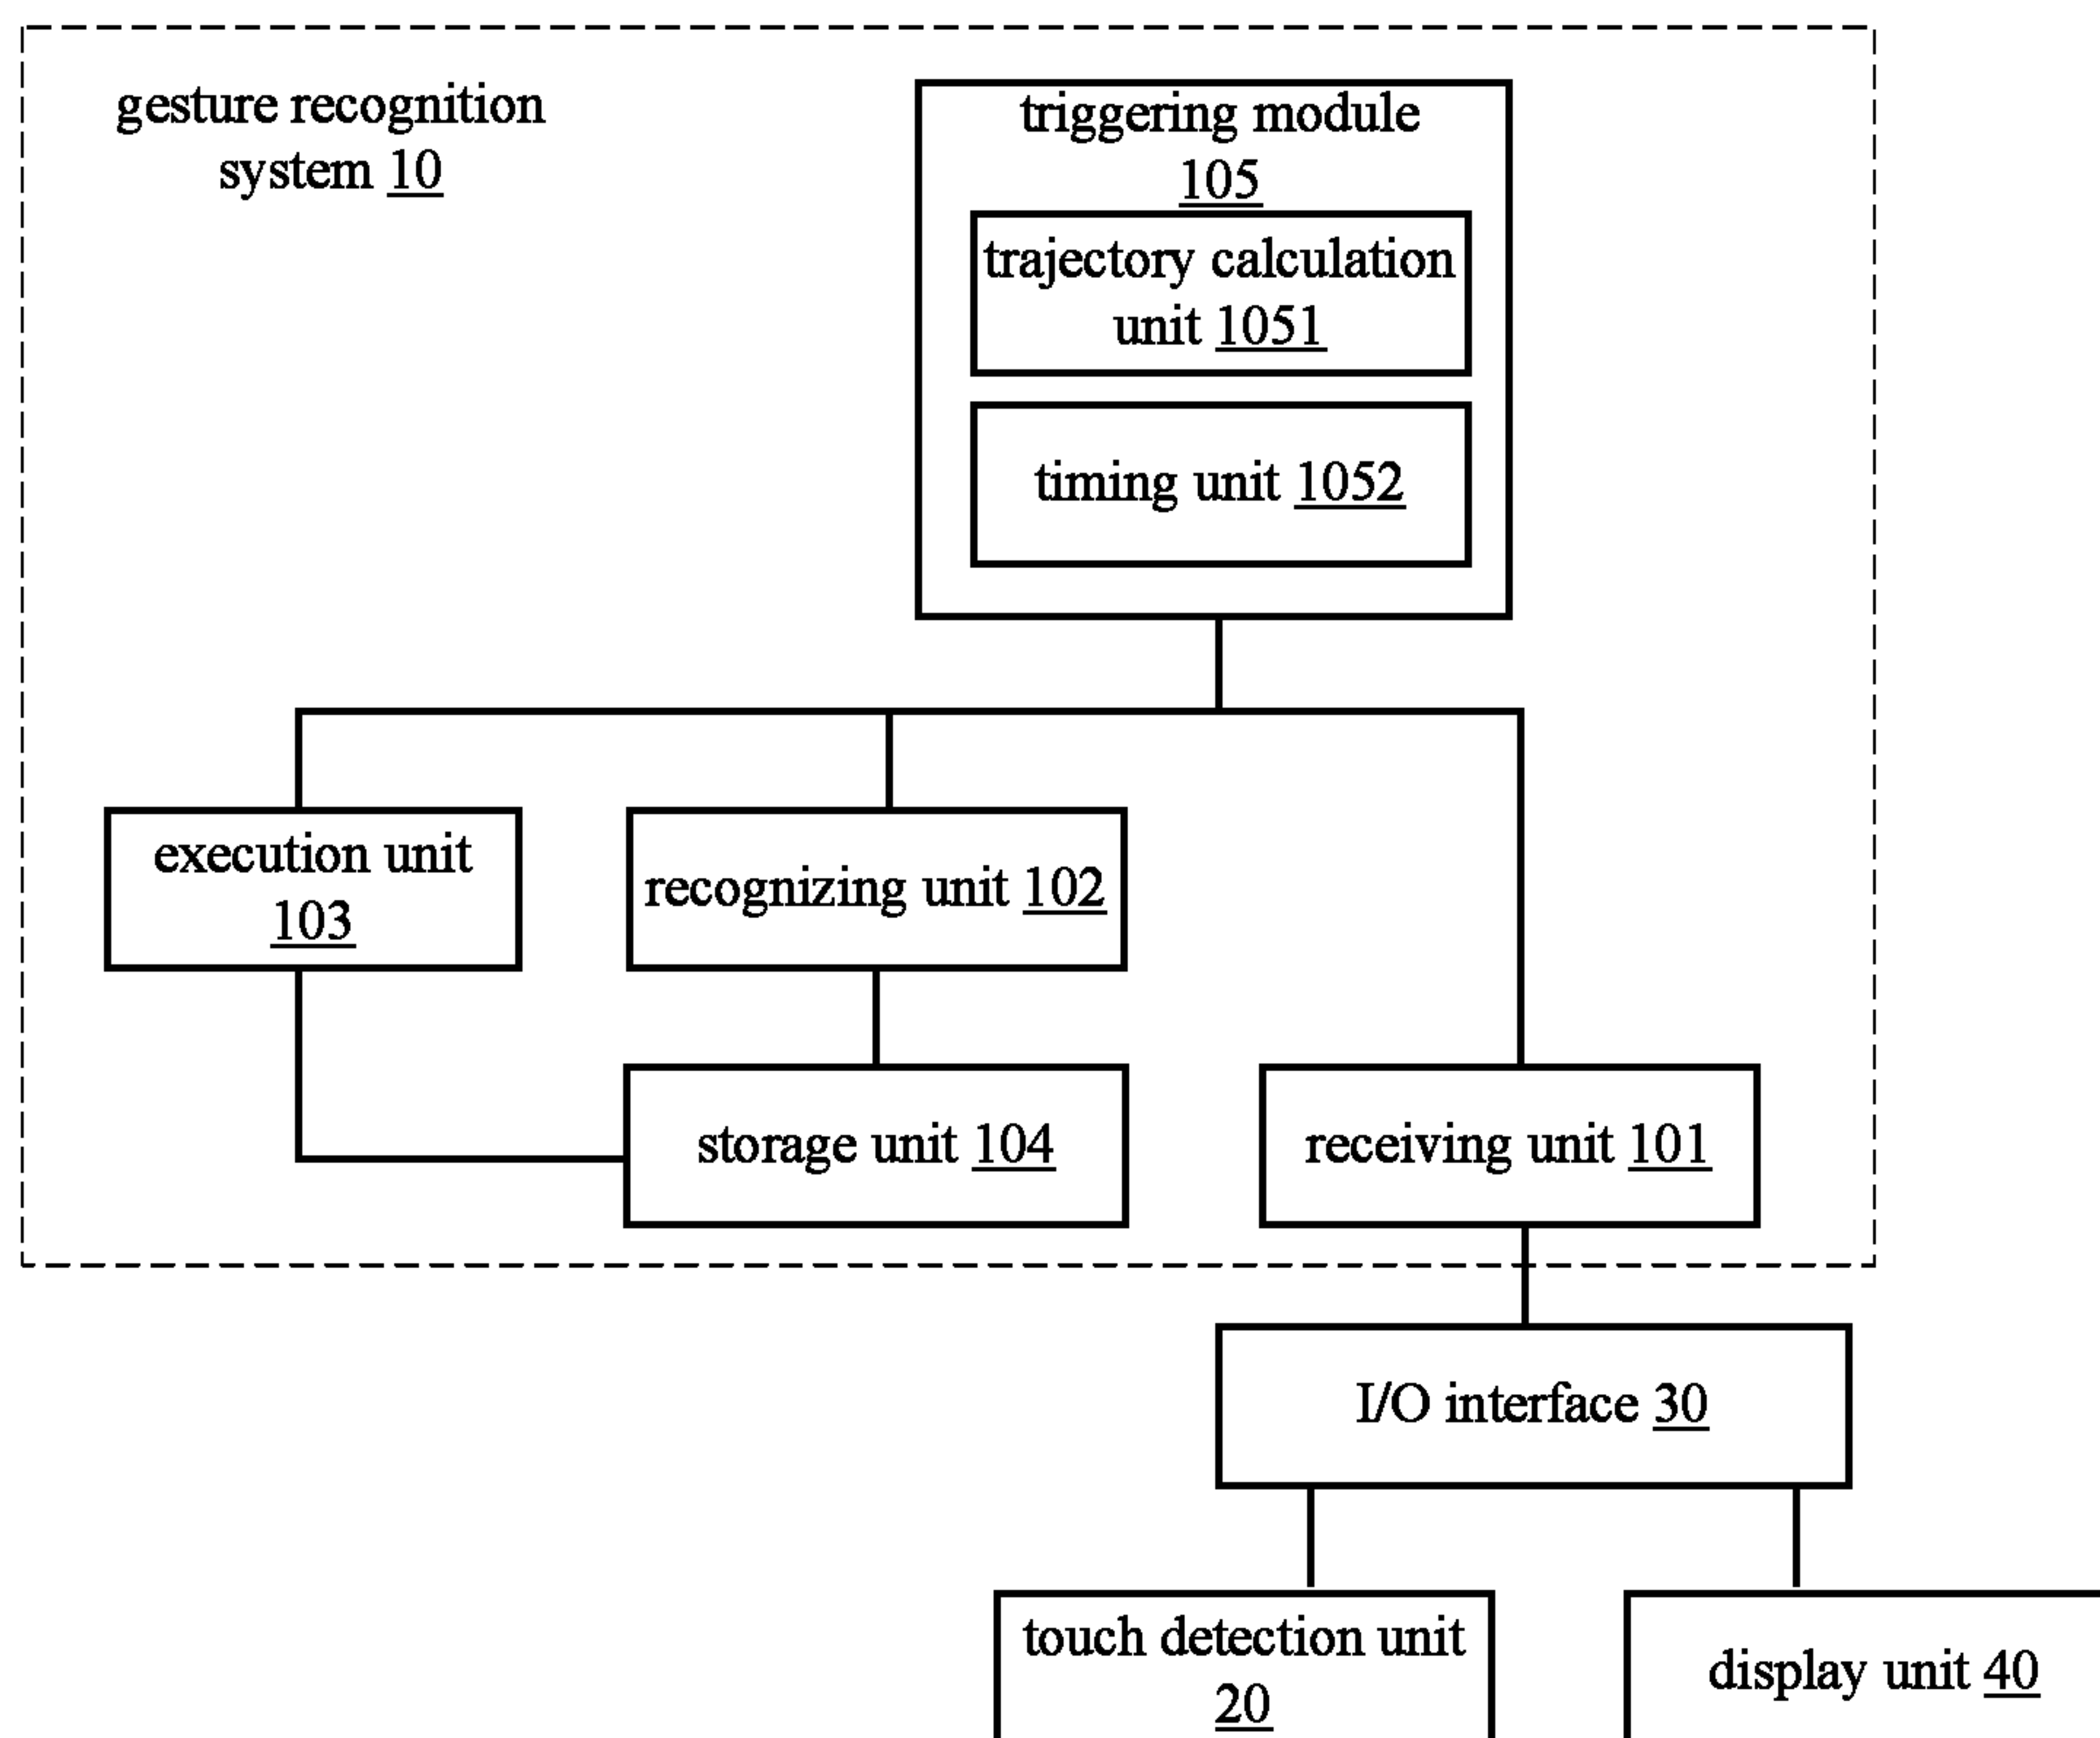 gesture recognition
system 10
triggering module
105
trajectory calculation
unit 1051
timing unit 1052
execution unit
103
recognizing unit 102
storage unit 104
receiving unit 101
I/O interface 30
touch detection unit
20
display unit 40